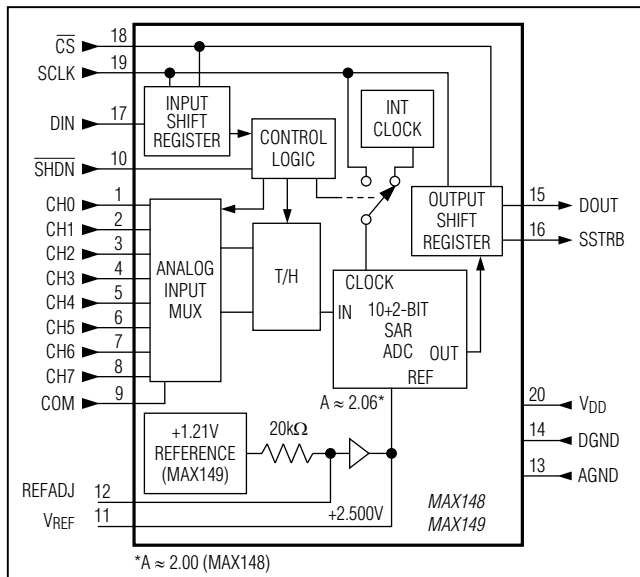 CS 18
SCLK 19
DIN 17
INPUT
SHIFT
REGISTER
CONTROL
LOGIC
INT
CLOCK
SHDN 10
CH0 1
CH1 2
CH2 3
CH3 4
CH4 5
CH5 6
CH6 7
CH7 8
COM 9
ANALOG
INPUT
MUX
T/H
CLOCK
IN
10+2-BIT
SAR
ADC
OUT
REF
OUTPUT
SHIFT
REGISTER
15 DOUT
16 SSTRB
A ≈ 2.06*
20 VDD
14 DGND
13 AGND
+1.21V
REFERENCE
(MAX149)
20kΩ
REFADJ 12
VREF 11
+2.500V
MAX148
MAX149
*A ≈ 2.00 (MAX148)